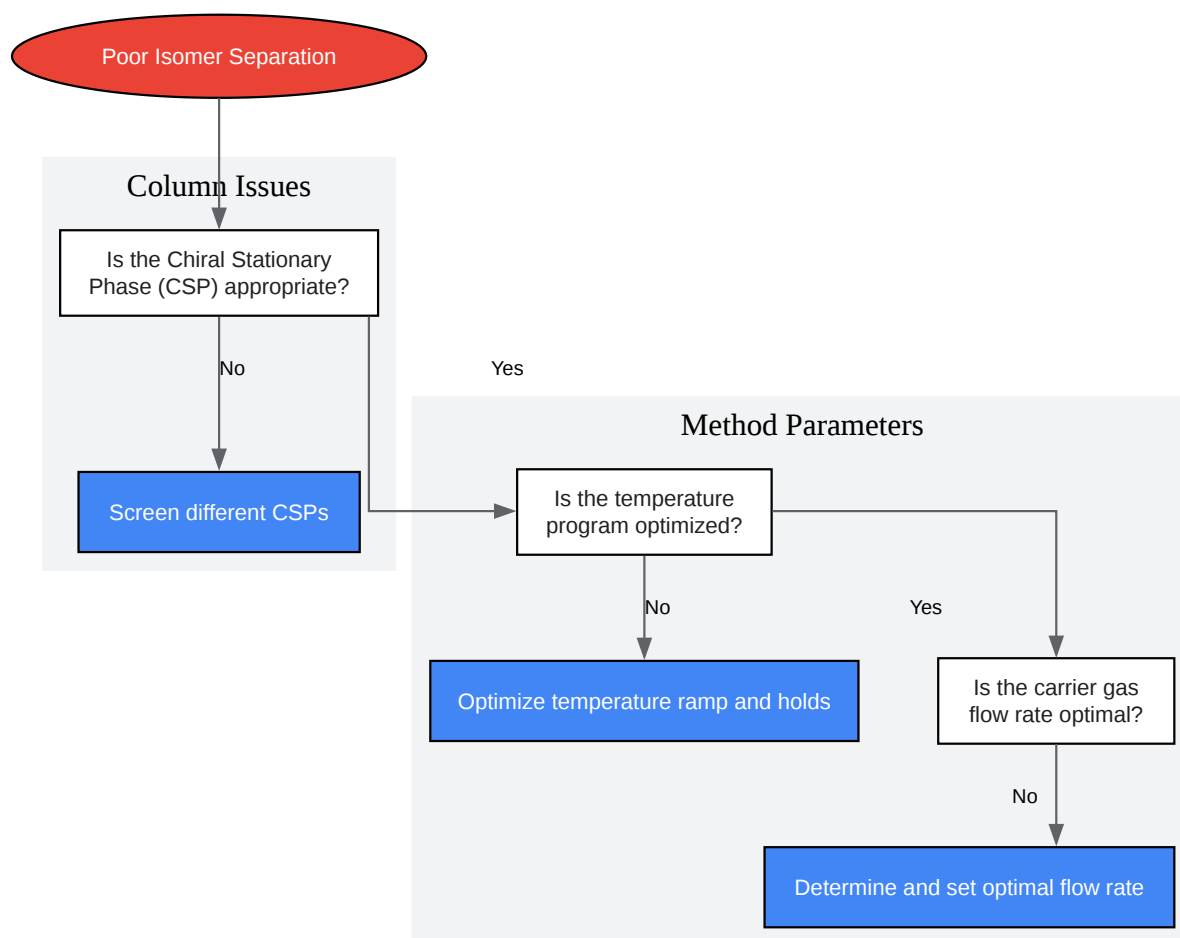 Poor Isomer Separation
Column Issues
Is the Chiral Stationary
Phase (CSP) appropriate?
No
Yes
Screen different CSPs
Method Parameters
Is the temperature
program optimized?
No
Yes
Optimize temperature ramp and holds
Is the carrier gas
flow rate optimal?
No
Determine and set optimal flow rate